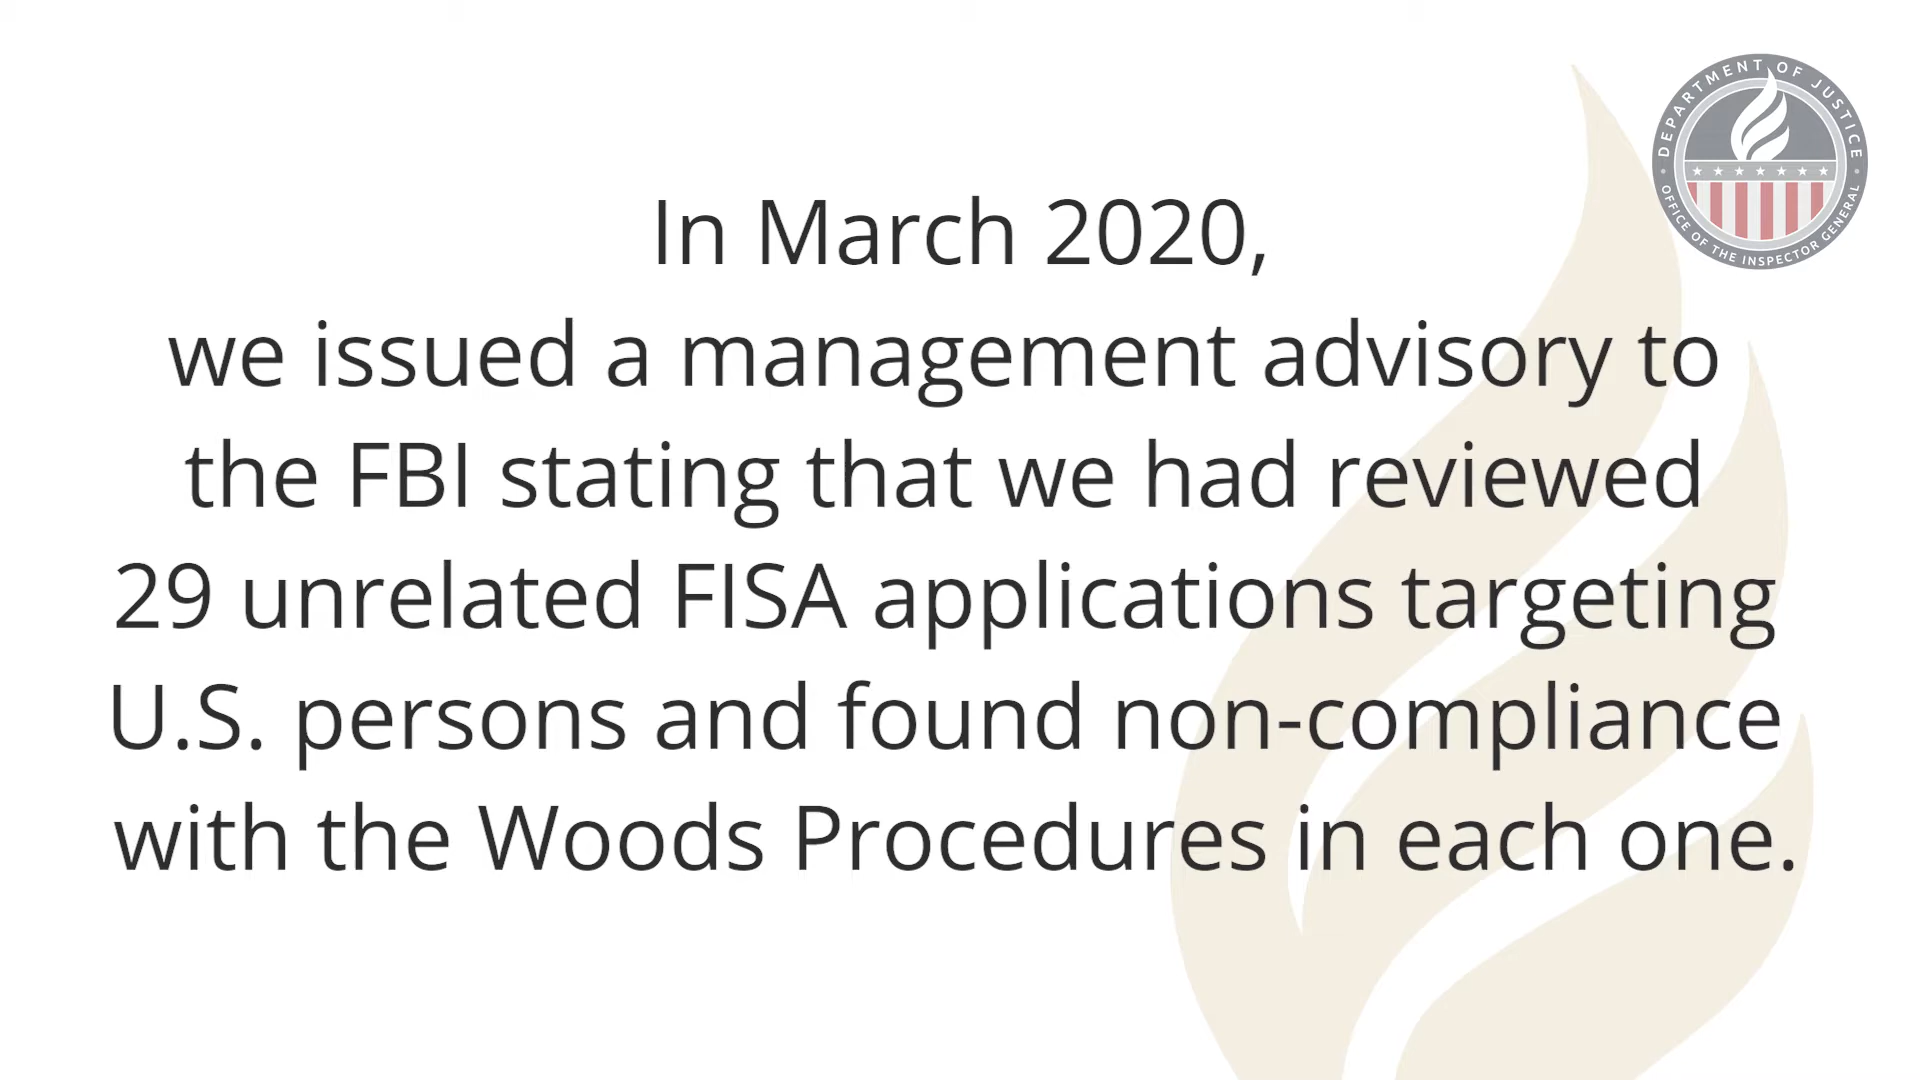 DEPARTMENT OF JUSTICE
OFFICE OF THE INSPECTOR GENERAL
In March 2020,
we issued a management advisory to
the FBI stating that we had reviewed
29 unrelated FISA applications targeting
U.S. persons and found non-compliance
with the Woods Procedures in each one.